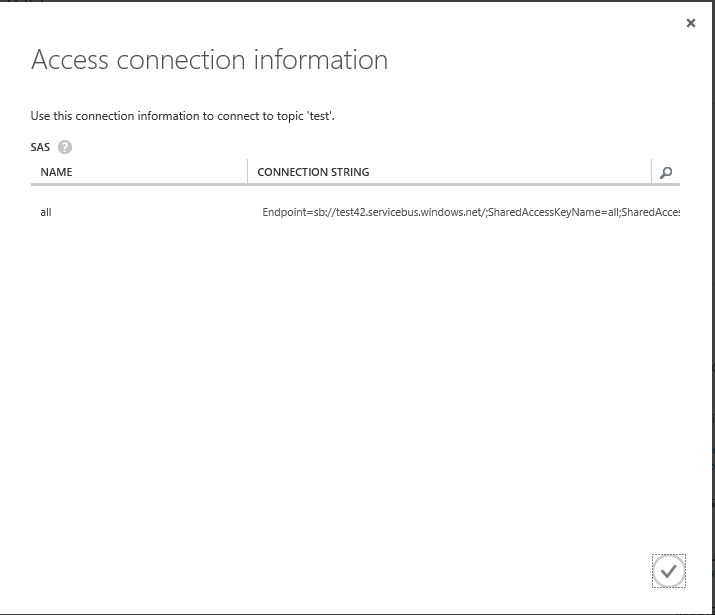 Access connection information
Use this connection information to connect to topic 'test'.
SAS ?
NAME CONNECTION STRING
all Endpoint=sb://test42.servicebus.windows.net/;SharedAccessKeyName=all;SharedAcces